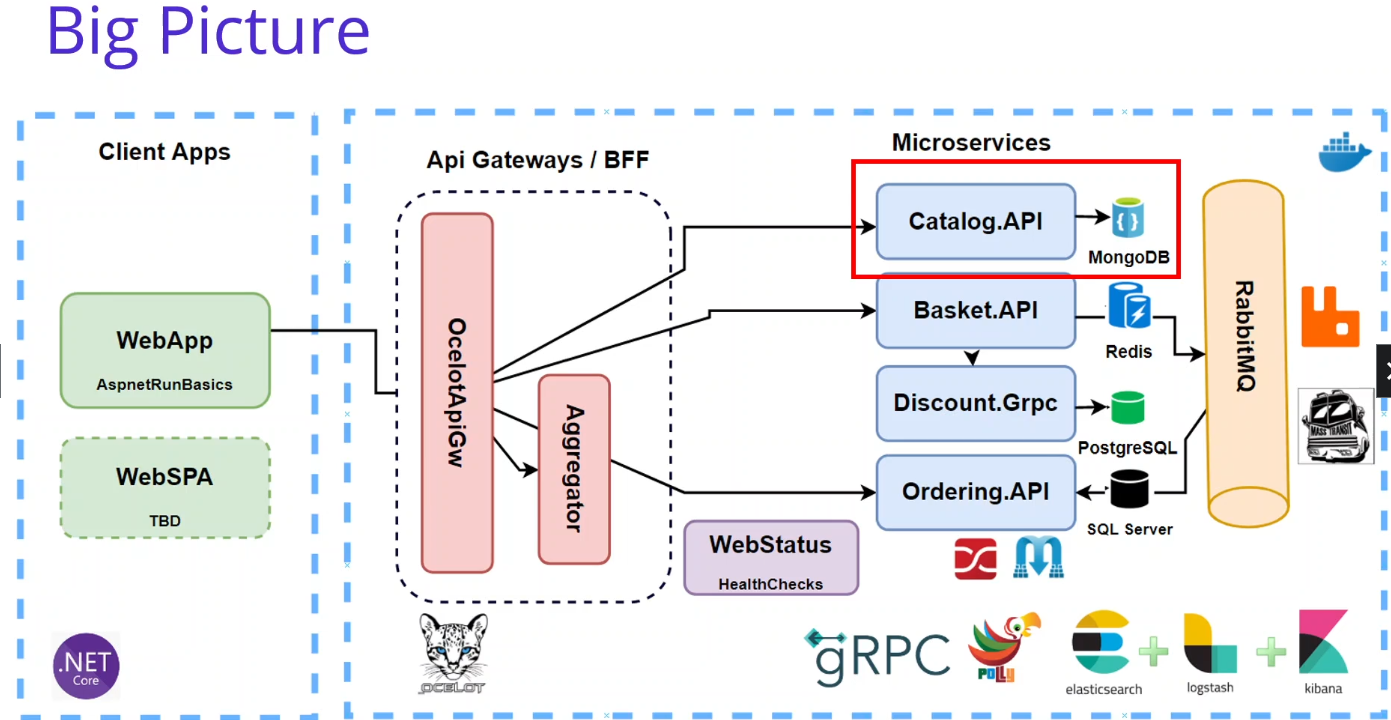 Big Picture
Client Apps
WebApp
AspnetRunBasics
WebSPA
TBD
.NET
Core
Api Gateways / BFF
OcelotApiGw
Aggregator
OCELOT
Microservices
Catalog.API
MongoDB
Basket.API
Redis
Discount.Grpc
PostgreSQL
Ordering.API
SQL Server
WebStatus
HealthChecks
RabbitMQ
MASS TRANSIT
gRPC
POLLY
elasticsearch
logstash
kibana